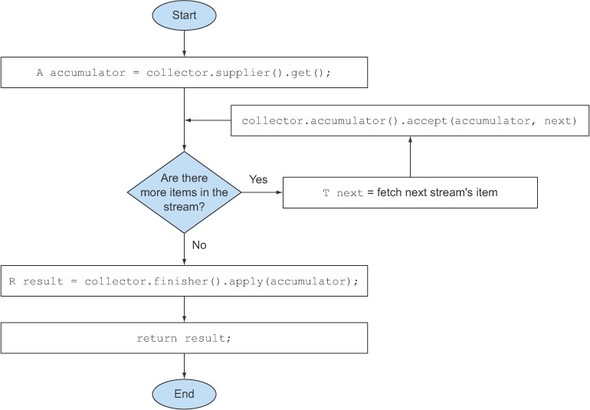 Start
A accumulator = collector.supplier().get();
collector.accumulator().accept(accumulator, next)
Are there
more items in the
stream?
Yes
T next = fetch next stream's item
No
R result = collector.finisher().apply(accumulator);
return result;
End